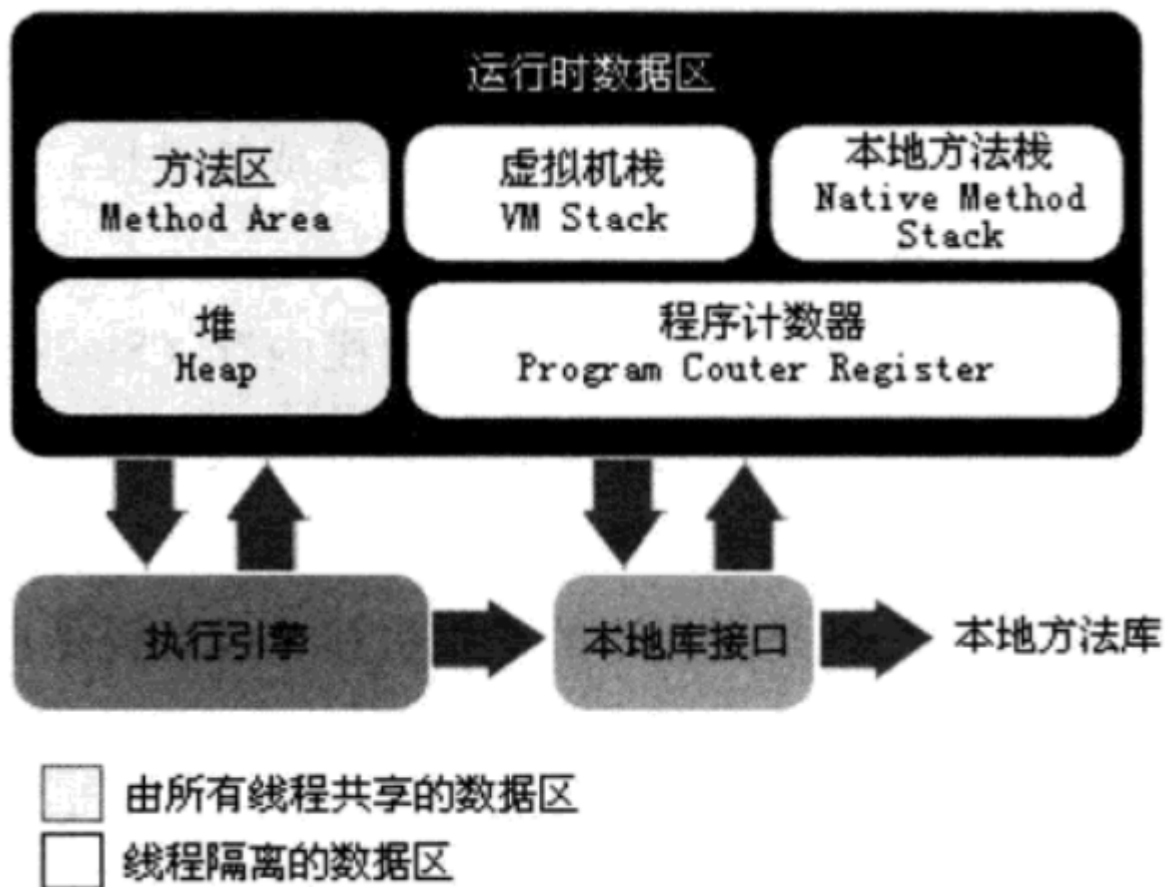 运行时数据区
方法区
Method Area
虚拟机栈
VM Stack
本地方法栈
Native Method
Stack
堆
Heap
程序计数器
Program Couter Register
执行引擎
本地库接口
本地方法库
由所有线程共享的数据区
线程隔离的数据区